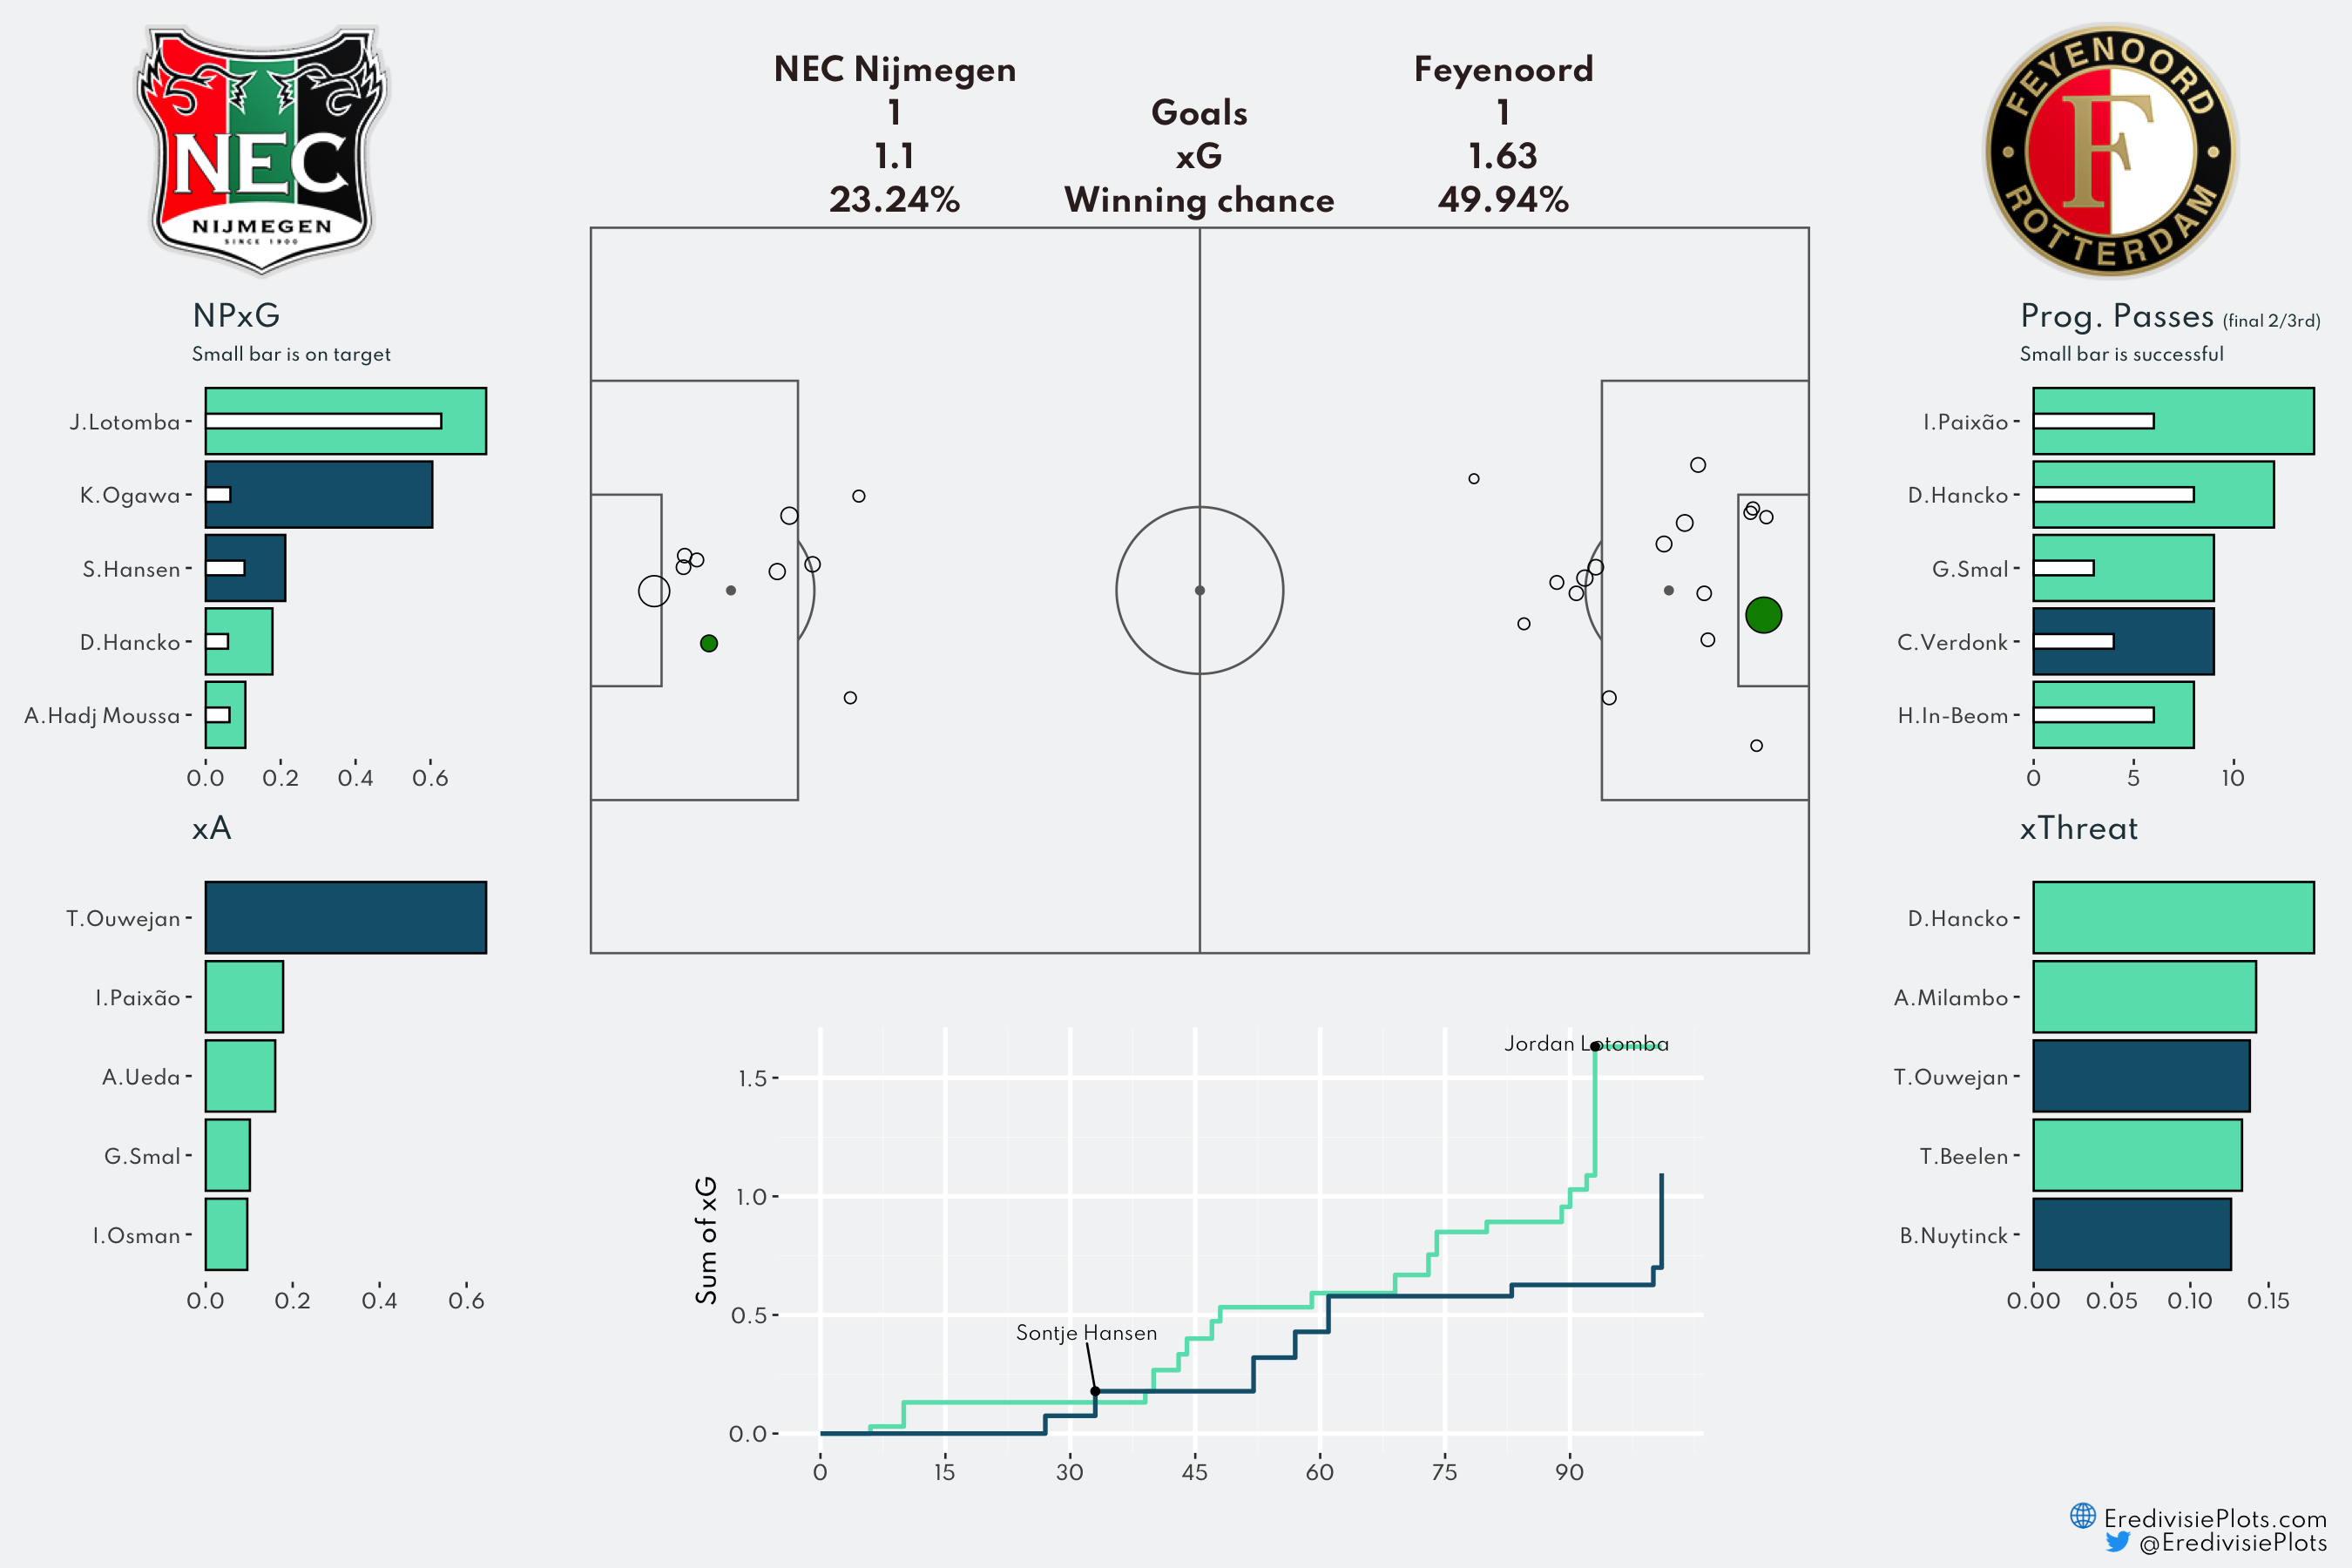 NEC
NIJMEGEN
SINCE 1900
NEC Nijmegen Feyenoord
1 Goals 1
1.1 xG 1.63
23.24% Winning chance 49.94%
FEYENOORD
F
ROTTERDAM
NPxG
Small bar is on target
J.Lotomba
K.Ogawa
S.Hansen
D.Hancko
A.Hadj Moussa
0.0 0.2 0.4 0.6
xA
T.Ouwejan
I.Paixão
A.Ueda
G.Smal
I.Osman
0.0 0.2 0.4 0.6
Sum of xG
1.5
1.0
0.5
0.0
Jordan Lotomba
Sontje Hansen
0 15 30 45 60 75 90
Prog. Passes (final 2/3rd)
Small bar is successful
I.Paixão
D.Hancko
G.Smal
C.Verdonk
H.In-Beom
0 5 10
xThreat
D.Hancko
A.Milambo
T.Ouwejan
T.Beelen
B.Nuytinck
0.00 0.05 0.10 0.15
EredivisiePlots.com
@EredivisiePlots